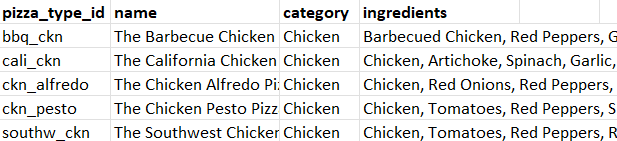 pizza_type_id name category ingredients
bbq_ckn The Barbecue Chicken Chicken Barbecued Chicken, Red Peppers, G
cali_ckn The California Chicken Chicken Chicken, Artichoke, Spinach, Garlic,
ckn_alfredo The Chicken Alfredo Pi Chicken Chicken, Red Onions, Red Peppers,
ckn_pesto The Chicken Pesto Pizz Chicken Chicken, Tomatoes, Red Peppers, S
southw_ckn The Southwest Chicken Chicken Chicken, Tomatoes, Red Peppers, R